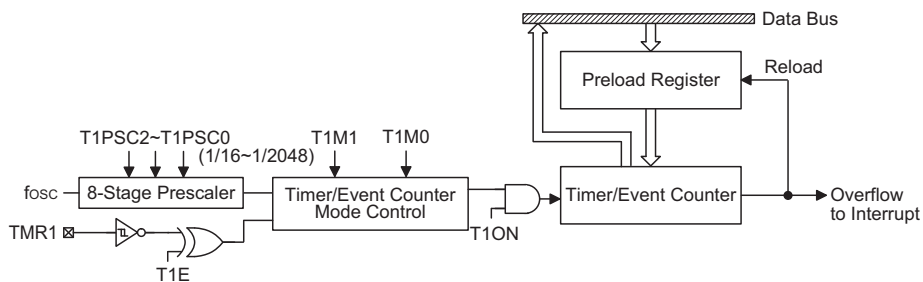 Data Bus
Preload Register
Reload
T1PSC2~T1PSC0
(1/16~1/2048)
T1M1
T1M0
fosc
8-Stage Prescaler
Timer/Event Counter
Mode Control
Timer/Event Counter
Overflow
to Interrupt
TMR1
T1ON
T1E